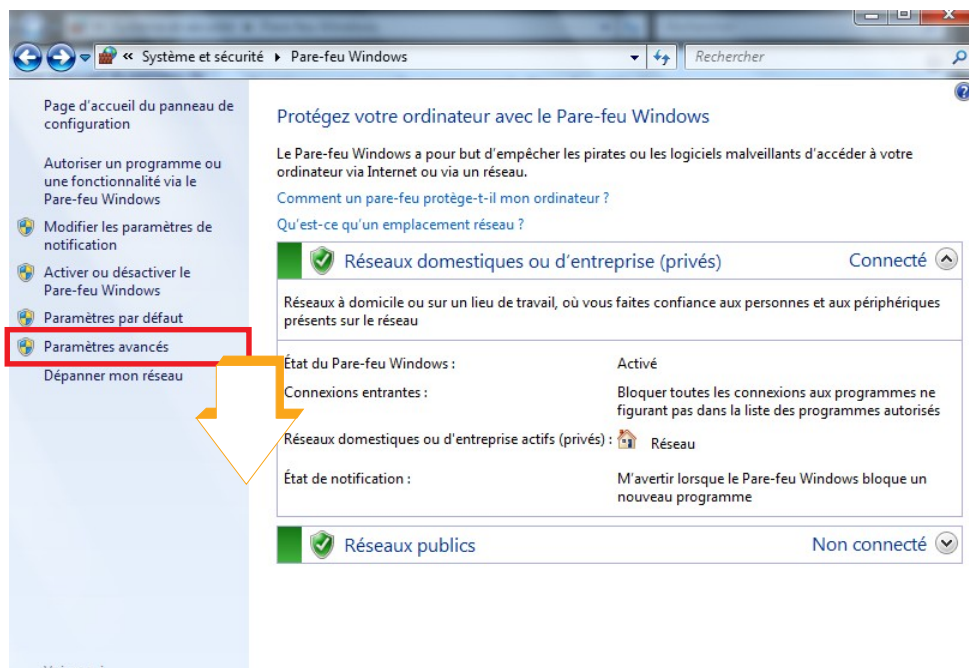 « Système et sécurité ▸ Pare-feu Windows
Rechercher
Page d'accueil du panneau de
configuration
Autoriser un programme ou
une fonctionnalité via le
Pare-feu Windows
Modifier les paramètres de
notification
Activer ou désactiver le
Pare-feu Windows
Paramètres par défaut
Paramètres avancés
Dépanner mon réseau
Protégez votre ordinateur avec le Pare-feu Windows
Le Pare-feu Windows a pour but d'empêcher les pirates ou les logiciels malveillants d'accéder à votre
ordinateur via Internet ou via un réseau.
Comment un pare-feu protège-t-il mon ordinateur ?
Qu'est-ce qu'un emplacement réseau ?
Réseaux domestiques ou d'entreprise (privés) Connecté
Réseaux à domicile ou sur un lieu de travail, où vous faites confiance aux personnes et aux périphériques
présents sur le réseau
État du Pare-feu Windows : Activé
Connexions entrantes : Bloquer toutes les connexions aux programmes ne
figurant pas dans la liste des programmes autorisés
Réseaux domestiques ou d'entreprise actifs (privés) : Réseau
État de notification : M'avertir lorsque le Pare-feu Windows bloque un
nouveau programme
Réseaux publics Non connecté